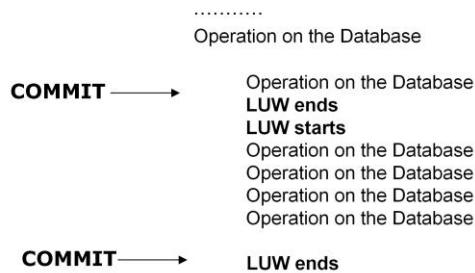 ...........
Operation on the Database
Operation on the Database
COMMIT
LUW ends
LUW starts
Operation on the Database
Operation on the Database
Operation on the Database
Operation on the Database
COMMIT
LUW ends